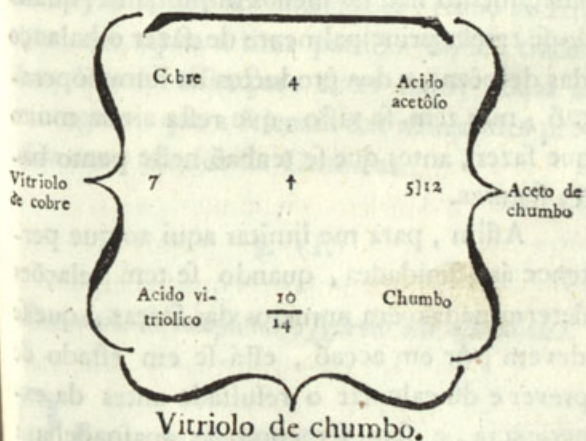 Cobre 4 Acido
acetôso
Vitriolo 7 † 5]12 Aceto de
de cobre chumbo
Acido vi- 10 Chumbo
triólico 14
Vitriolo de chumbo.